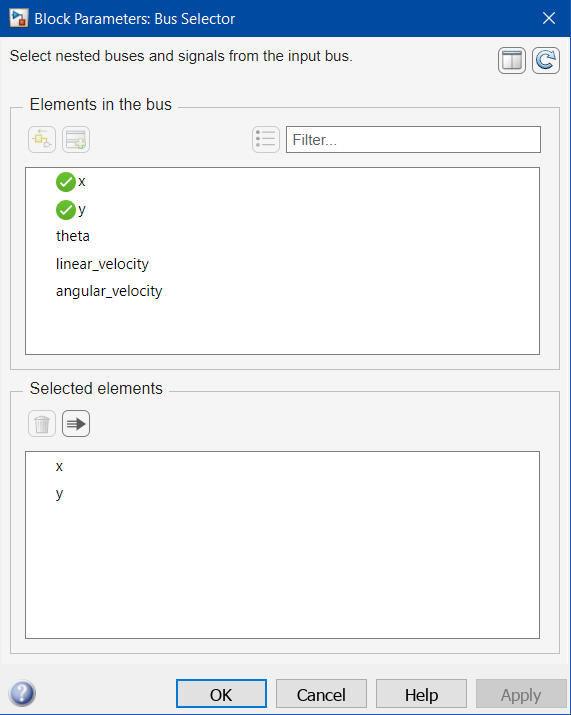 Block Parameters: Bus Selector
Select nested buses and signals from the input bus.
Elements in the bus
Filter...
x
y
theta
linear_velocity
angular_velocity
Selected elements
x
y
?
OK
Cancel
Help
Apply